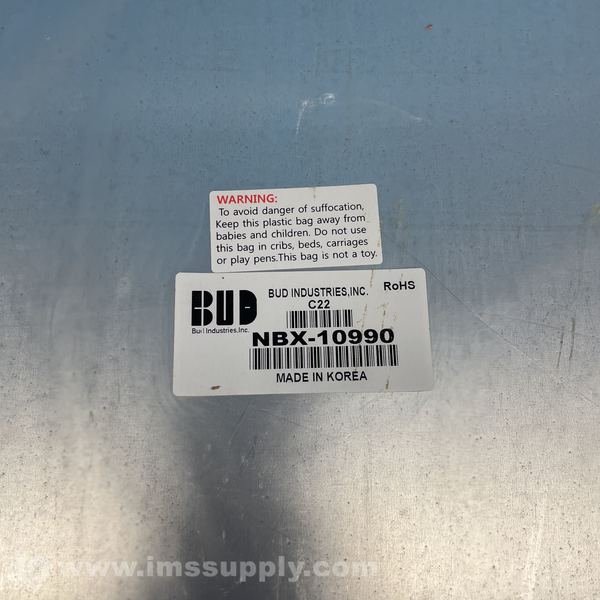 WARNING:
To avoid danger of suffocation,
Keep this plastic bag away from
babies and children. Do not use
this bag in cribs, beds, carriages
or play pens.This bag is not a toy.
BUD
Bud Industries,Inc.
BUD INDUSTRIES,INC.
RoHS
C22
NBX-10990
MADE IN KOREA
www.imssupply.com